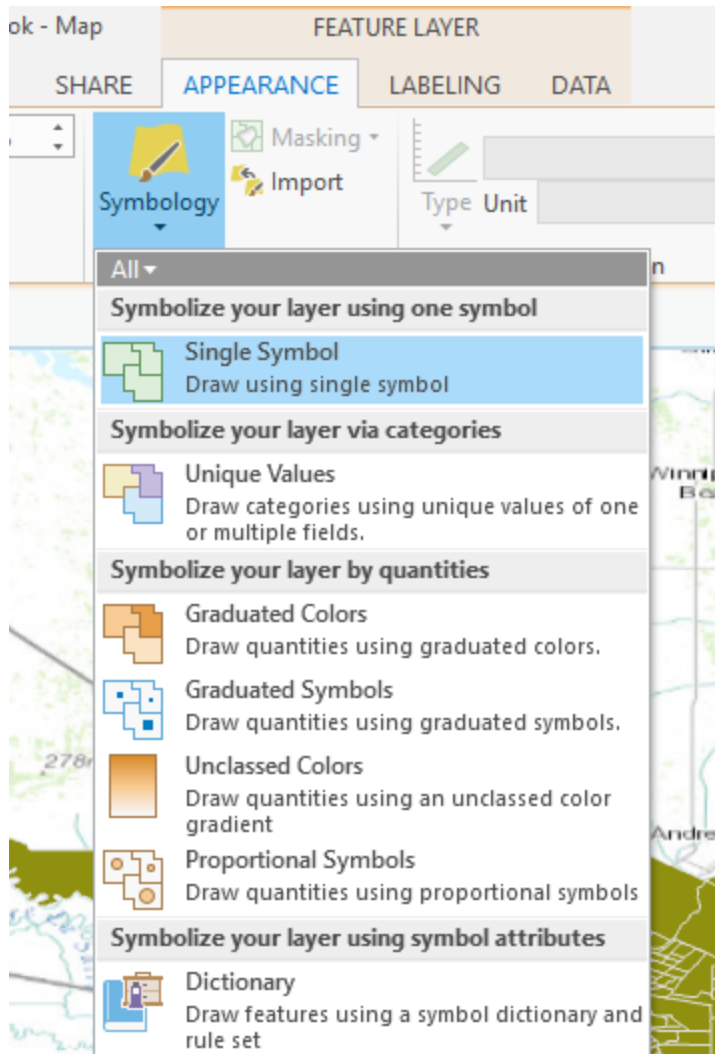 ok - Map
FEATURE LAYER
SHARE
APPEARANCE
LABELING
DATA
Symbology
Masking
Import
Type
Unit
All
Symbolize your layer using one symbol
Single Symbol
Draw using single symbol
Symbolize your layer via categories
Unique Values
Draw categories using unique values of one
or multiple fields.
Symbolize your layer by quantities
Graduated Colors
Draw quantities using graduated colors.
Graduated Symbols
Draw quantities using graduated symbols.
Unclassed Colors
Draw quantities using an unclassed color
gradient
Proportional Symbols
Draw quantities using proportional symbols
Symbolize your layer using symbol attributes
Dictionary
Draw features using a symbol dictionary and
rule set
278
Andre